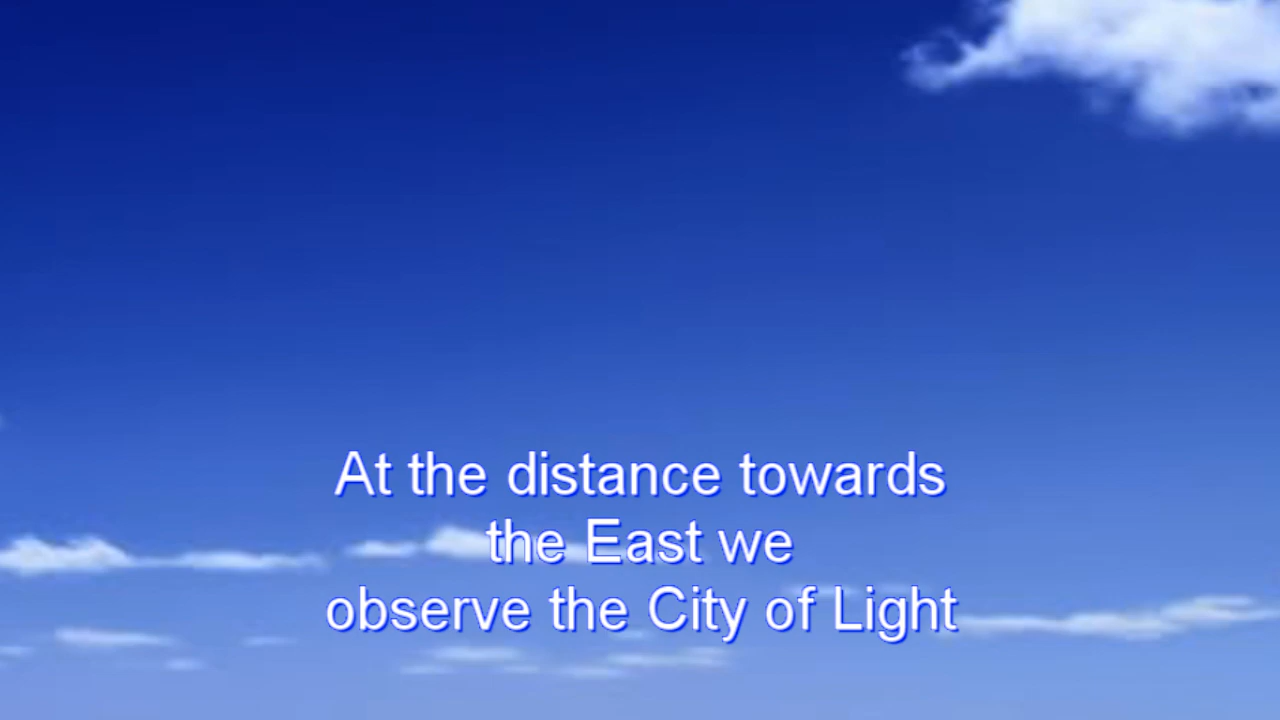 At the distance towards
the East we
observe the City of Light